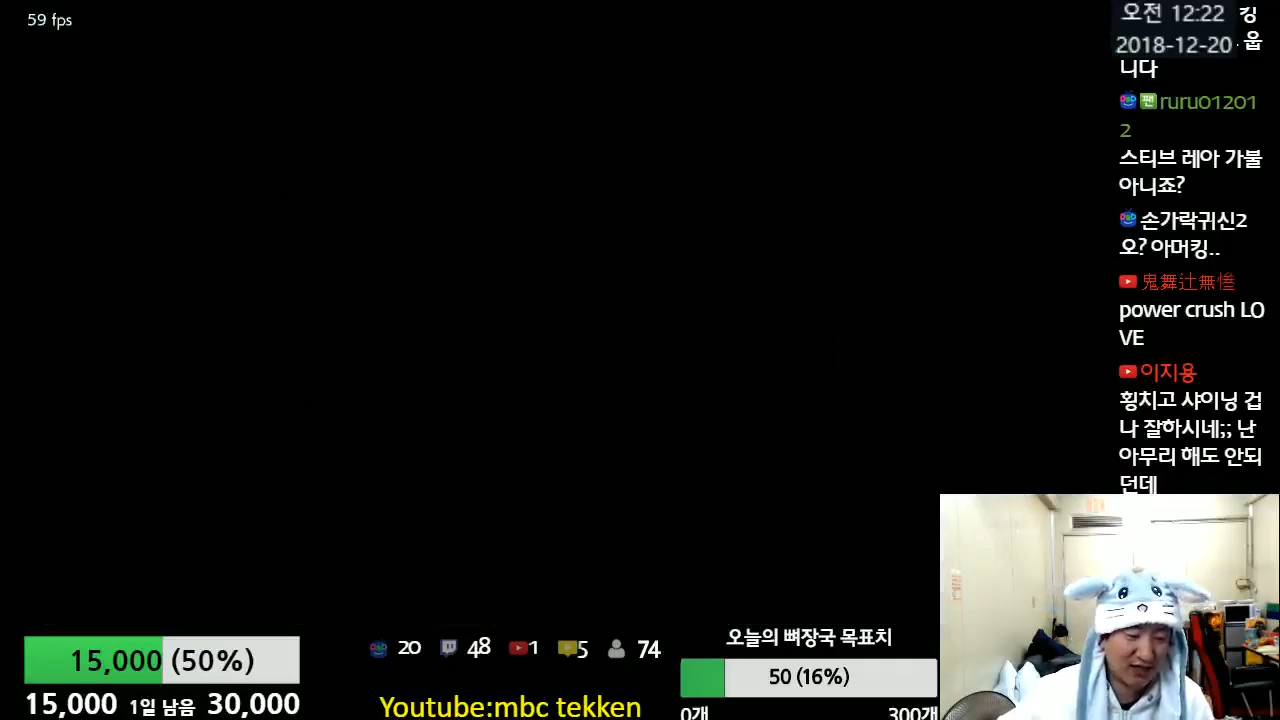 59 fps
오전 12:22
2018-12-20
킹
웁
니다
팬 ruru01201
2
스티브 레아 가불
아니죠?
손가락귀신2
오? 아머킹..
鬼舞辻無惨
power crush LO
VE
이지용
횡치고 샤이닝 겁
나 잘하시네;; 난
아무리 해도 안되
던데
15,000 (50%)
15,000 1일 남음 30,000
20 48 1 5 74
Youtube:mbc tekken
오늘의 뼈장국 목표치
50 (16%)
0개 300개